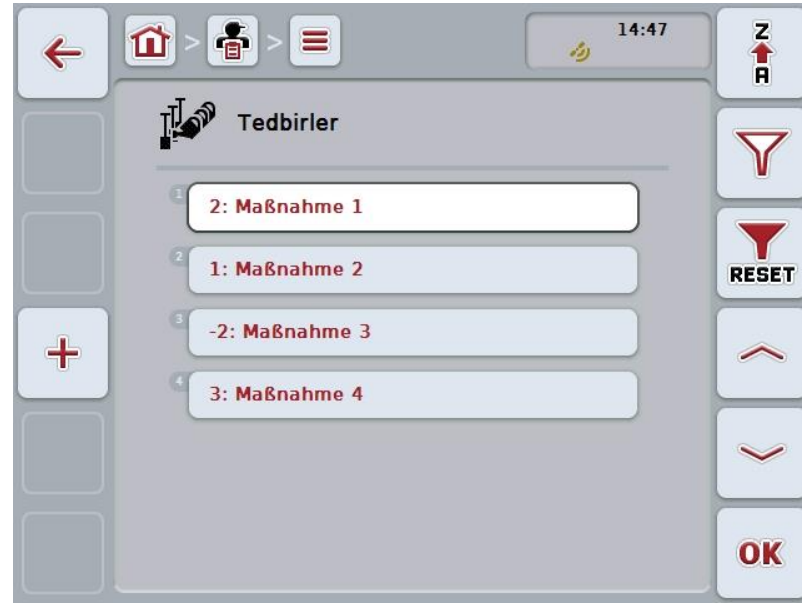 14:47
Z
A
Tedbirler
1
2: Maßnahme 1
2
1: Maßnahme 2
RESET
3
-2: Maßnahme 3
4
3: Maßnahme 4
OK